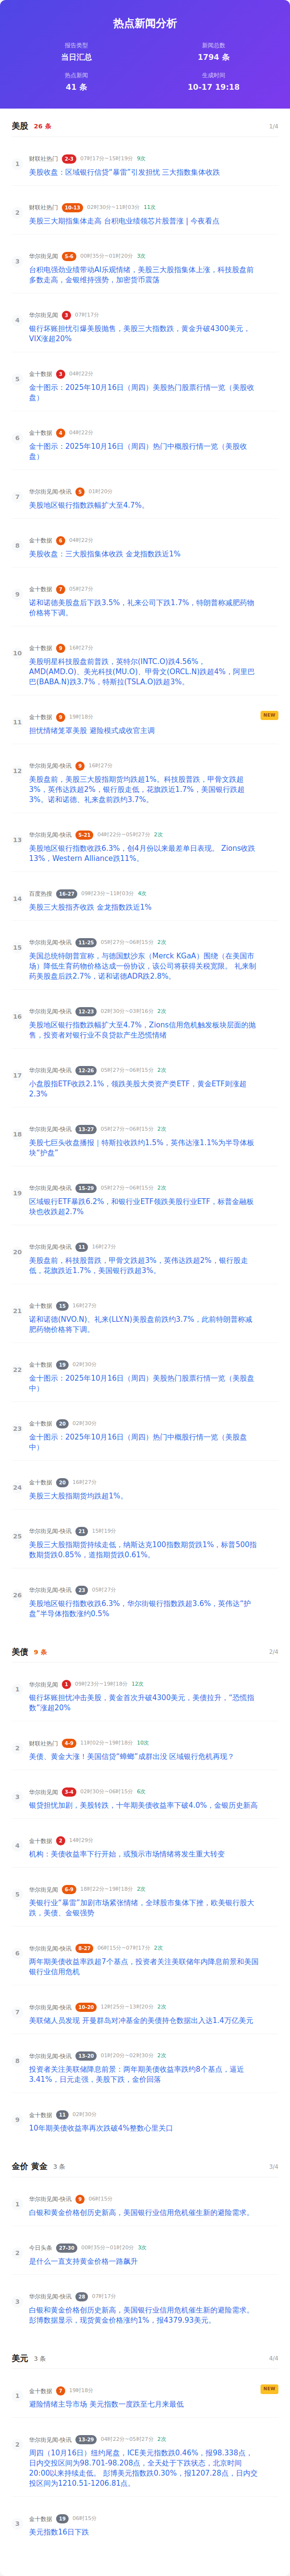 热点新闻分析
报告类型
当日汇总
新闻总数
1794 条
热点新闻
41 条
生成时间
10-17 19:18
美股 26 条 1/4
1 财联社热门 2-3 07时17分~15时19分 9次
美股收盘：区域银行信贷“暴雷”引发担忧 三大指数集体收跌
2 财联社热门 10-13 02时30分~11时03分 11次
美股三大期指集体走高 台积电业绩领芯片股普涨 | 今夜看点
3 华尔街见闻 5-6 00时35分~01时20分 3次
台积电强劲业绩带动AI乐观情绪，美股三大指数集体上涨，科技股盘前
多数走高，金银维持强势，加密货币震荡
4 华尔街见闻 3 07时17分
银行坏账担忧引爆美股抛售，美股三大指数跌，黄金升破4300美元，
VIX涨超20%
5 金十数据 3 04时22分
金十图示：2025年10月16日（周四）美股热门股票行情一览（美股收
盘）
6 金十数据 4 04时22分
金十图示：2025年10月16日（周四）热门中概股行情一览（美股收
盘）
7 华尔街见闻-快讯 5 01时20分
美股地区银行指数跌幅扩大至4.7%。
8 金十数据 6 04时22分
美股收盘：三大股指集体收跌 金龙指数跌近1%
9 金十数据 7 05时27分
诺和诺德美股盘后下跌3.5%，礼来公司下跌1.7%，特朗普称减肥药物
价格将下调。
10 金十数据 9 16时27分
美股明星科技股盘前普跌，英特尔(INTC.O)跌4.56%，
AMD(AMD.O)、美光科技(MU.O)、甲骨文(ORCL.N)跌超4%，阿里巴
巴(BABA.N)跌3.7%，特斯拉(TSLA.O)跌超3%。
11 金十数据 9 19时18分 NEW
担忧情绪笼罩美股 避险模式成收官主调
12 华尔街见闻-快讯 9 16时27分
美股盘前，美股三大股指期货均跌超1%。科技股普跌，甲骨文跌超
3%，英伟达跌超2%，银行股走低，花旗跌近1.7%，美国银行跌超
3%。诺和诺德、礼来盘前跌约3.7%。
13 华尔街见闻-快讯 5-21 04时22分~05时27分 2次
美股地区银行指数收跌6.3%，创4月份以来最差单日表现。 Zions收跌
13%，Western Alliance跌11%。
14 百度热搜 16-27 09时23分~11时03分 4次
美股三大股指齐收跌 金龙指数跌近1%
15 华尔街见闻-快讯 11-25 05时27分~06时15分 2次
美国总统特朗普宣称，与德国默沙东（Merck KGaA）围绕（在美国市
场）降低生育药物价格达成一份协议，该公司将获得关税宽限。 礼来制
药美股盘后跌2.7%，诺和诺德ADR跌2.8%。
16 华尔街见闻-快讯 12-23 02时30分~03时16分 2次
美股地区银行指数跌幅扩大至4.7%，Zions信用危机触发板块层面的抛
售，投资者对银行业不良贷款产生恐慌情绪
17 华尔街见闻-快讯 12-26 05时27分~06时15分 2次
小盘股指ETF收跌2.1%，领跌美股大类资产类ETF，黄金ETF则涨超
2.3%
18 华尔街见闻-快讯 13-27 05时27分~06时15分 2次
美股七巨头收盘播报｜特斯拉收跌约1.5%，英伟达涨1.1%为半导体板
块“护盘”
19 华尔街见闻-快讯 15-29 05时27分~06时15分 2次
区域银行ETF暴跌6.2%，和银行业ETF领跌美股行业ETF，标普金融板
块也收跌超2.7%
20 华尔街见闻-快讯 11 16时27分
美股盘前，科技股普跌，甲骨文跌超3%，英伟达跌超2%，银行股走
低，花旗跌近1.7%，美国银行跌超3%。
21 金十数据 15 16时27分
诺和诺德(NVO.N)、礼来(LLY.N)美股盘前跌约3.7%，此前特朗普称减
肥药物价格将下调。
22 金十数据 19 02时30分
金十图示：2025年10月16日（周四）美股热门股票行情一览（美股盘
中）
23 金十数据 20 02时30分
金十图示：2025年10月16日（周四）热门中概股行情一览（美股盘
中）
24 金十数据 20 16时27分
美股三大股指期货均跌超1%。
25 华尔街见闻-快讯 21 15时19分
美股三大股指期货持续走低，纳斯达克100指数期货跌1%，标普500指
数期货跌0.85%，道指期货跌0.61%。
26 华尔街见闻-快讯 23 05时27分
美股地区银行指数收跌6.3%，华尔街银行指数跌超3.6%，英伟达“护
盘”半导体指数涨约0.5%
美债 9 条 2/4
1 华尔街见闻 1 09时23分~19时18分 12次
银行坏账担忧冲击美股，黄金首次升破4300美元，美债拉升，“恐慌指
数”涨超20%
2 财联社热门 4-9 11时02分~19时18分 10次
美债、黄金大涨！美国信贷“蟑螂”成群出没 区域银行危机再现？
3 华尔街见闻 3-4 02时30分~06时15分 6次
银贷担忧加剧，美股转跌，十年期美债收益率下破4.0%，金银历史新高
4 金十数据 2 14时29分
机构：美债收益率下行开始，或预示市场情绪将发生重大转变
5 华尔街见闻-快讯 6-9 18时22分~19时18分 2次
美银行业“暴雷”加剧市场紧张情绪，全球股市集体下挫，欧美银行股大
跌，美债、金银强势
6 华尔街见闻-快讯 8-27 06时15分~07时17分 2次
两年期美债收益率跌超7个基点，投资者关注美联储年内降息前景和美国
银行业信用危机
7 华尔街见闻-快讯 10-20 12时25分~13时20分 2次
美联储人员发现 开曼群岛对冲基金的美债持仓数据出入达1.4万亿美元
8 华尔街见闻-快讯 13-20 01时20分~02时30分 2次
投资者关注美联储降息前景：两年期美债收益率跌约8个基点，逼近
3.41%，日元走强，美股下跌，金价回落
9 金十数据 11 02时30分
10年期美债收益率再次跌破4%整数心里关口
金价 黄金 3 条 3/4
1 华尔街见闻-快讯 9 06时15分
白银和黄金价格创历史新高，美国银行业信用危机催生新的避险需求。
2 今日头条 27-30 00时35分~01时20分 3次
是什么一直支持黄金价格一路飙升
3 华尔街见闻-快讯 28 07时17分
白银和黄金价格创历史新高，美国银行业信用危机催生新的避险需求。
彭博数据显示，现货黄金价格涨约1%，报4379.93美元。
美元 3 条 4/4
1 金十数据 7 19时18分 NEW
避险情绪主导市场 美元指数一度跌至七月来最低
2 华尔街见闻-快讯 13-29 04时22分~05时27分 2次
周四（10月16日）纽约尾盘，ICE美元指数跌0.46%，报98.338点，
日内交投区间为98.701-98.208点，全天处于下跌状态，北京时间
20:00以来持续走低。 彭博美元指数跌0.30%，报1207.28点，日内交
投区间为1210.51-1206.81点。
3 金十数据 19 06时15分
美元指数16日下跌